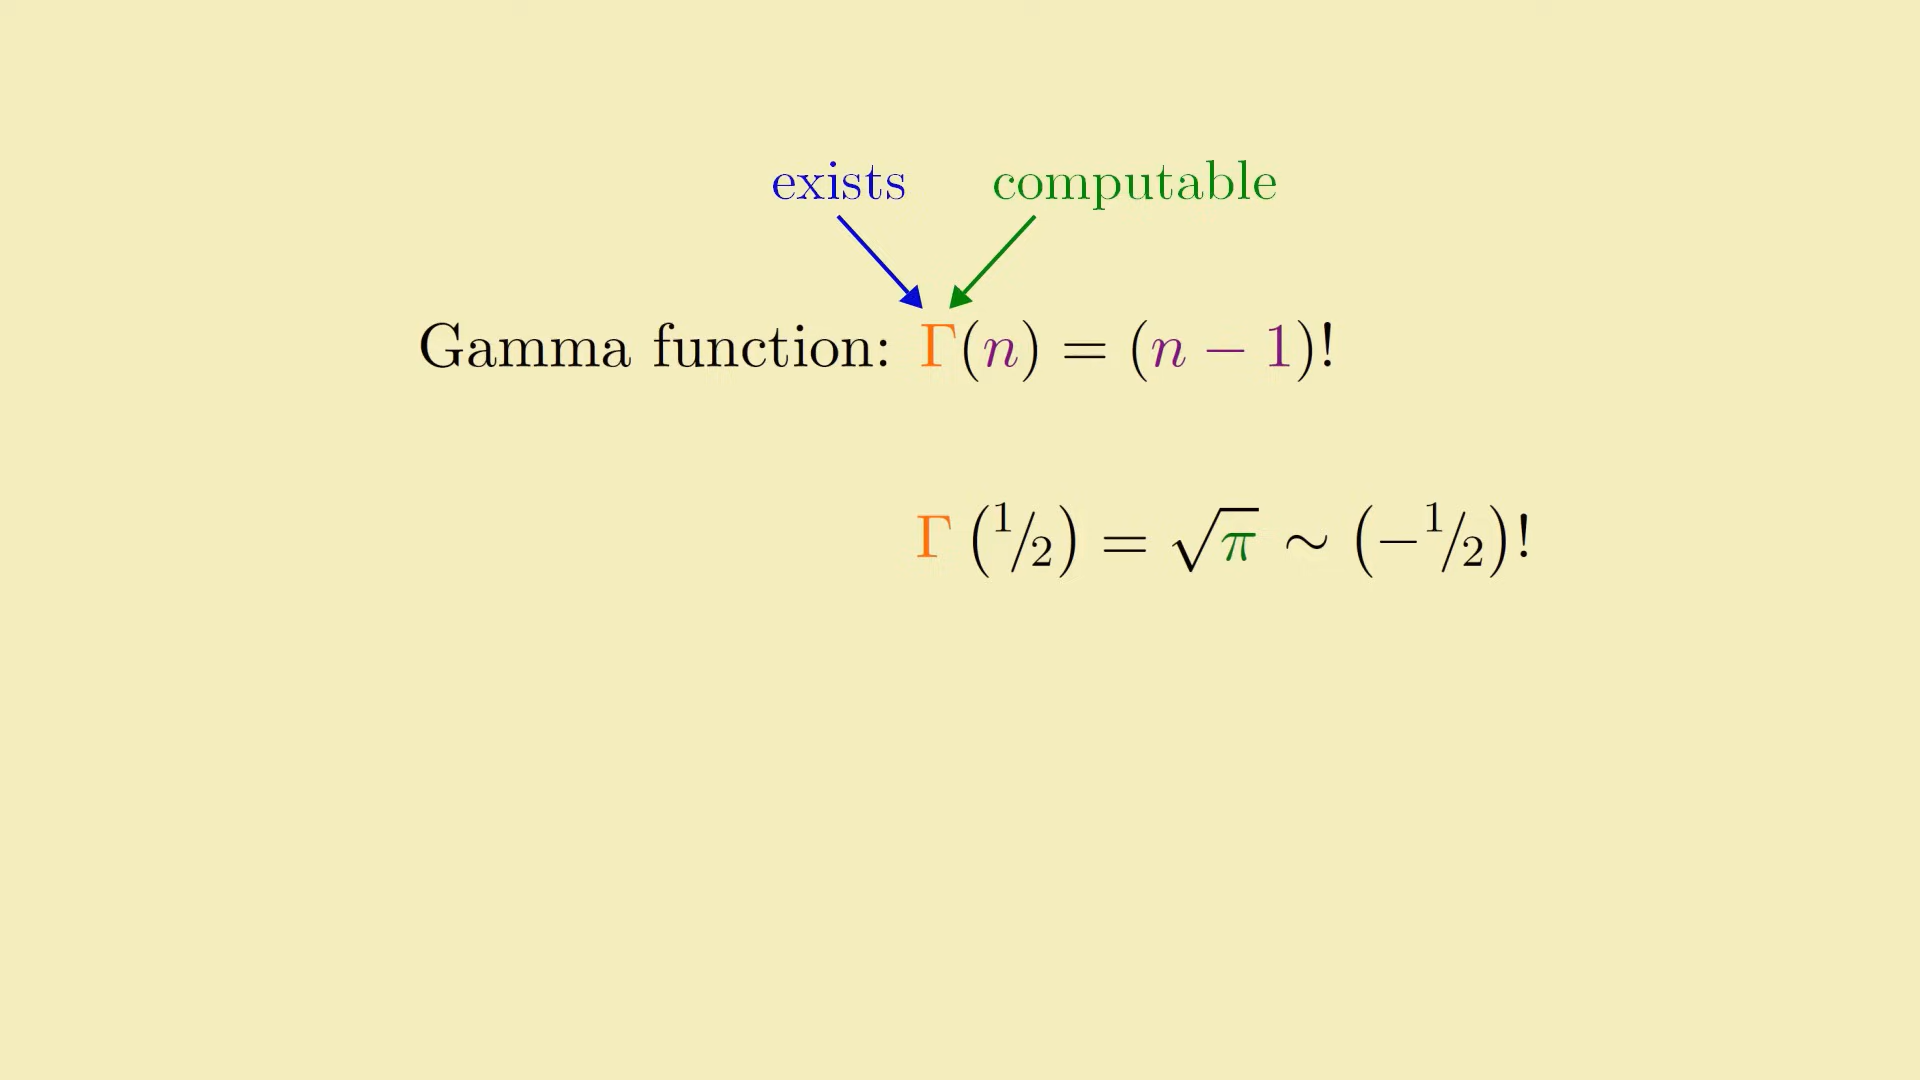 exists computable
Gamma function: Γ(n) = (n − 1)!
Γ (1/2) = √π ∼ (−1/2)!